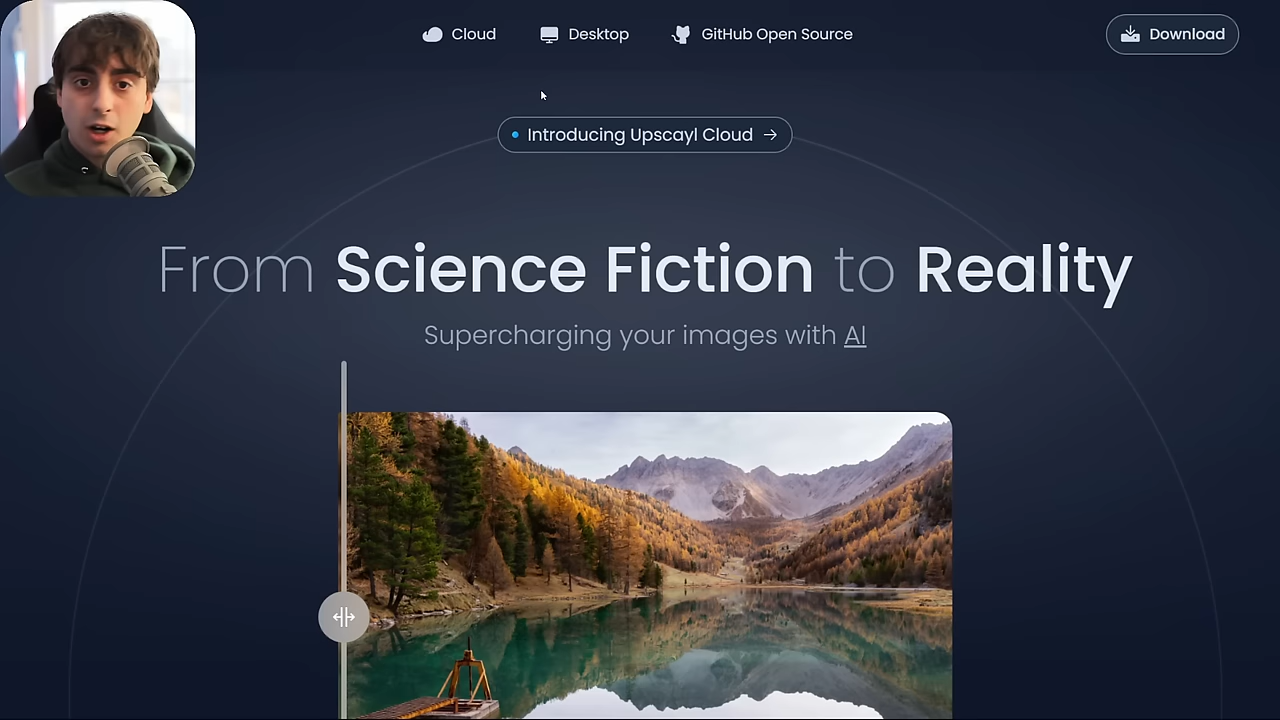 Cloud
Desktop
GitHub Open Source
Download
Introducing Upscayl Cloud →
From Science Fiction to Reality
Supercharging your images with AI